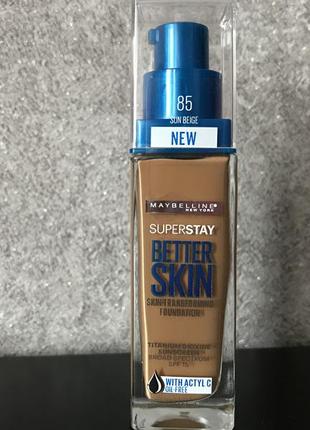 85
SUN BEIGE
NEW
MAYBELLINE®
NEW YORK
SUPERSTAY
BETTER
SKIN
SKIN-TRANSFORMING
FOUNDATION
TITANIUM DIOXIDE
SUNSCREEN
BROAD SPECTRUM
SPF 15
WITH ACTYL C
OIL-FREE